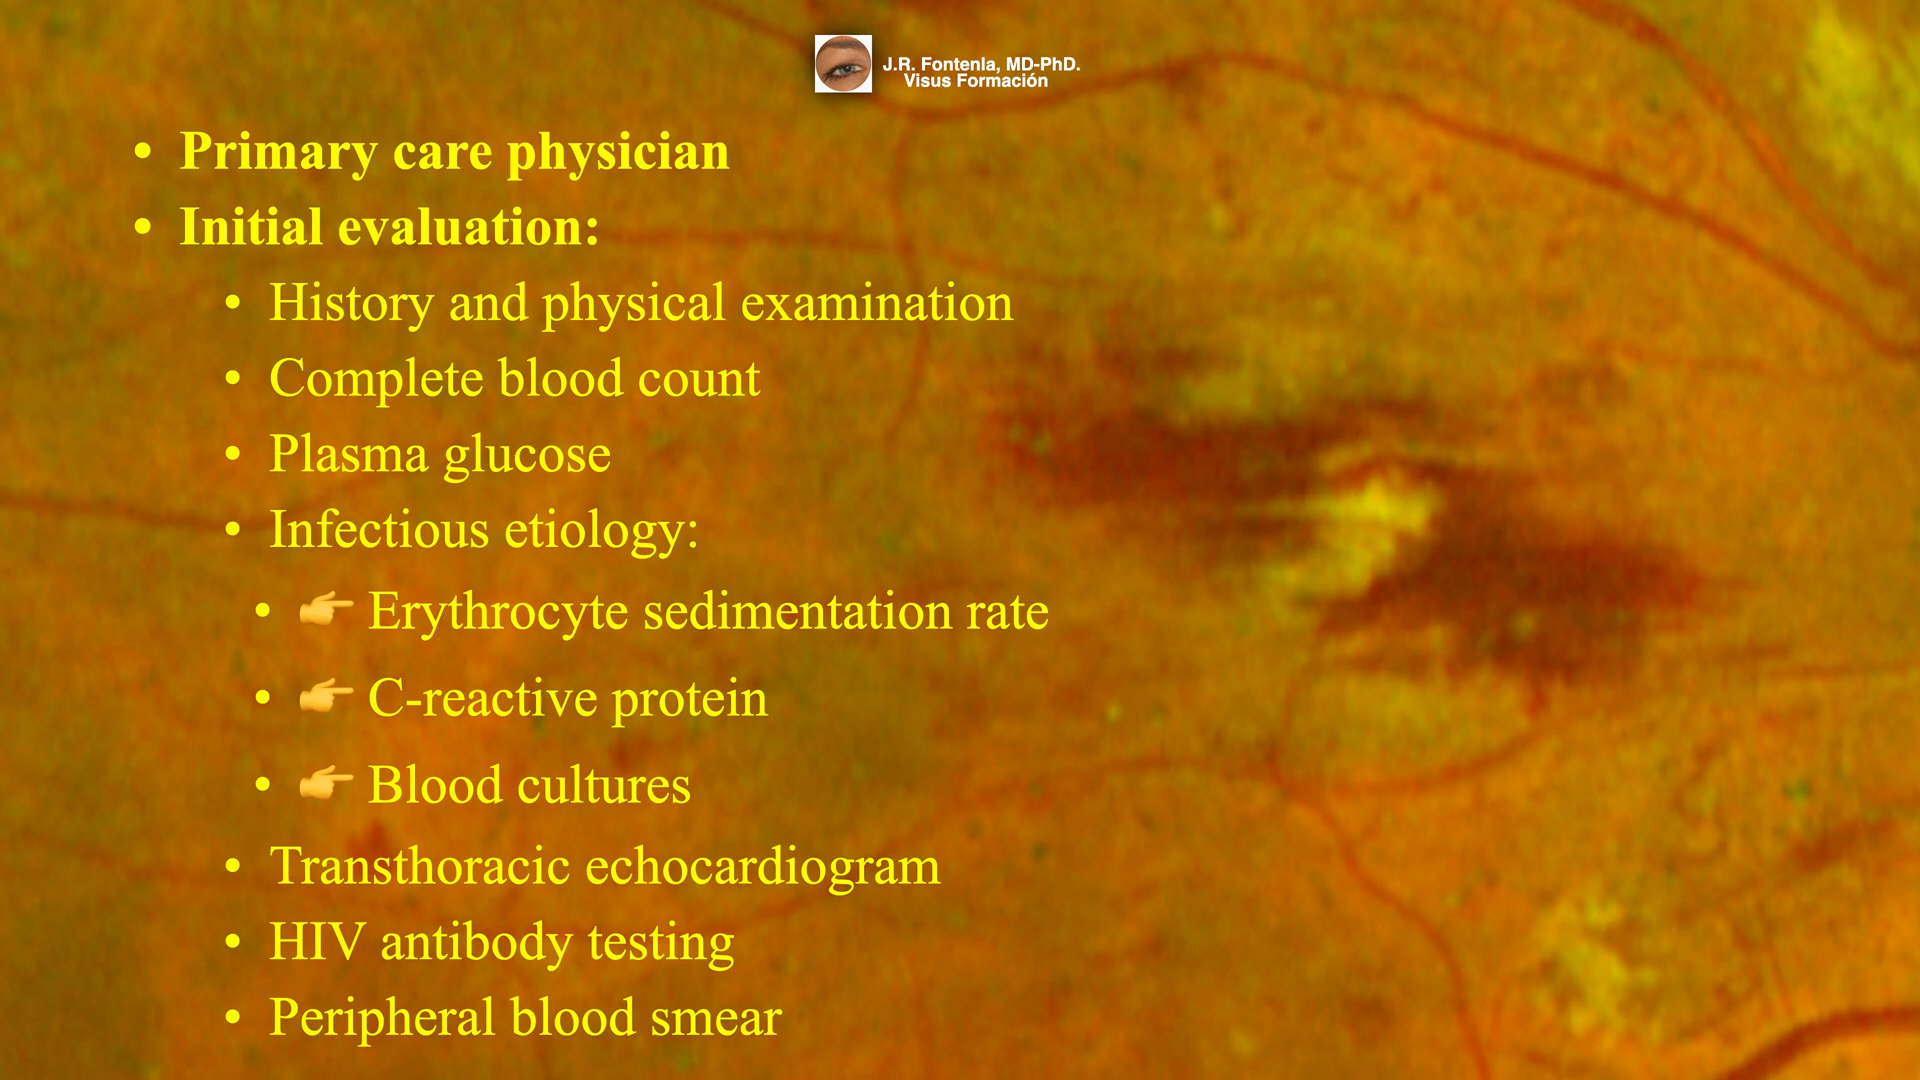 J.R. Fontenla, MD-PhD.
Visus Formación
• Primary care physician
• Initial evaluation:
• History and physical examination
• Complete blood count
• Plasma glucose
• Infectious etiology:
• 👉 Erythrocyte sedimentation rate
• 👉 C-reactive protein
• 👉 Blood cultures
• Transthoracic echocardiogram
• HIV antibody testing
• Peripheral blood smear